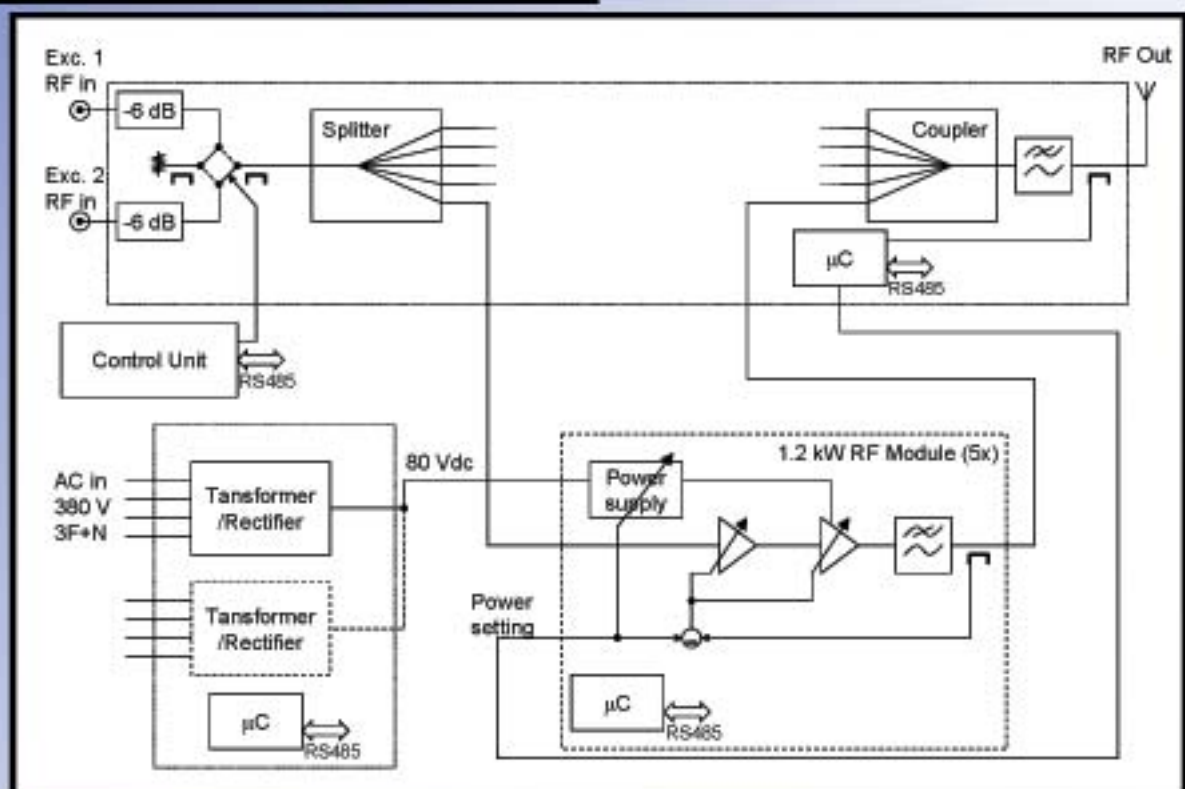 Exc. 1
RF in
-6 dB
Exc. 2
RF in
-6 dB
Splitter
Coupler
RF Out
μC
RS485
Control Unit
RS485
AC in
380 V
3F+N
Tansformer
/Rectifier
Tansformer
/Rectifier
μC
RS485
80 Vdc
1.2 kW RF Module (5x)
Power
supply
Power
setting
μC
RS485